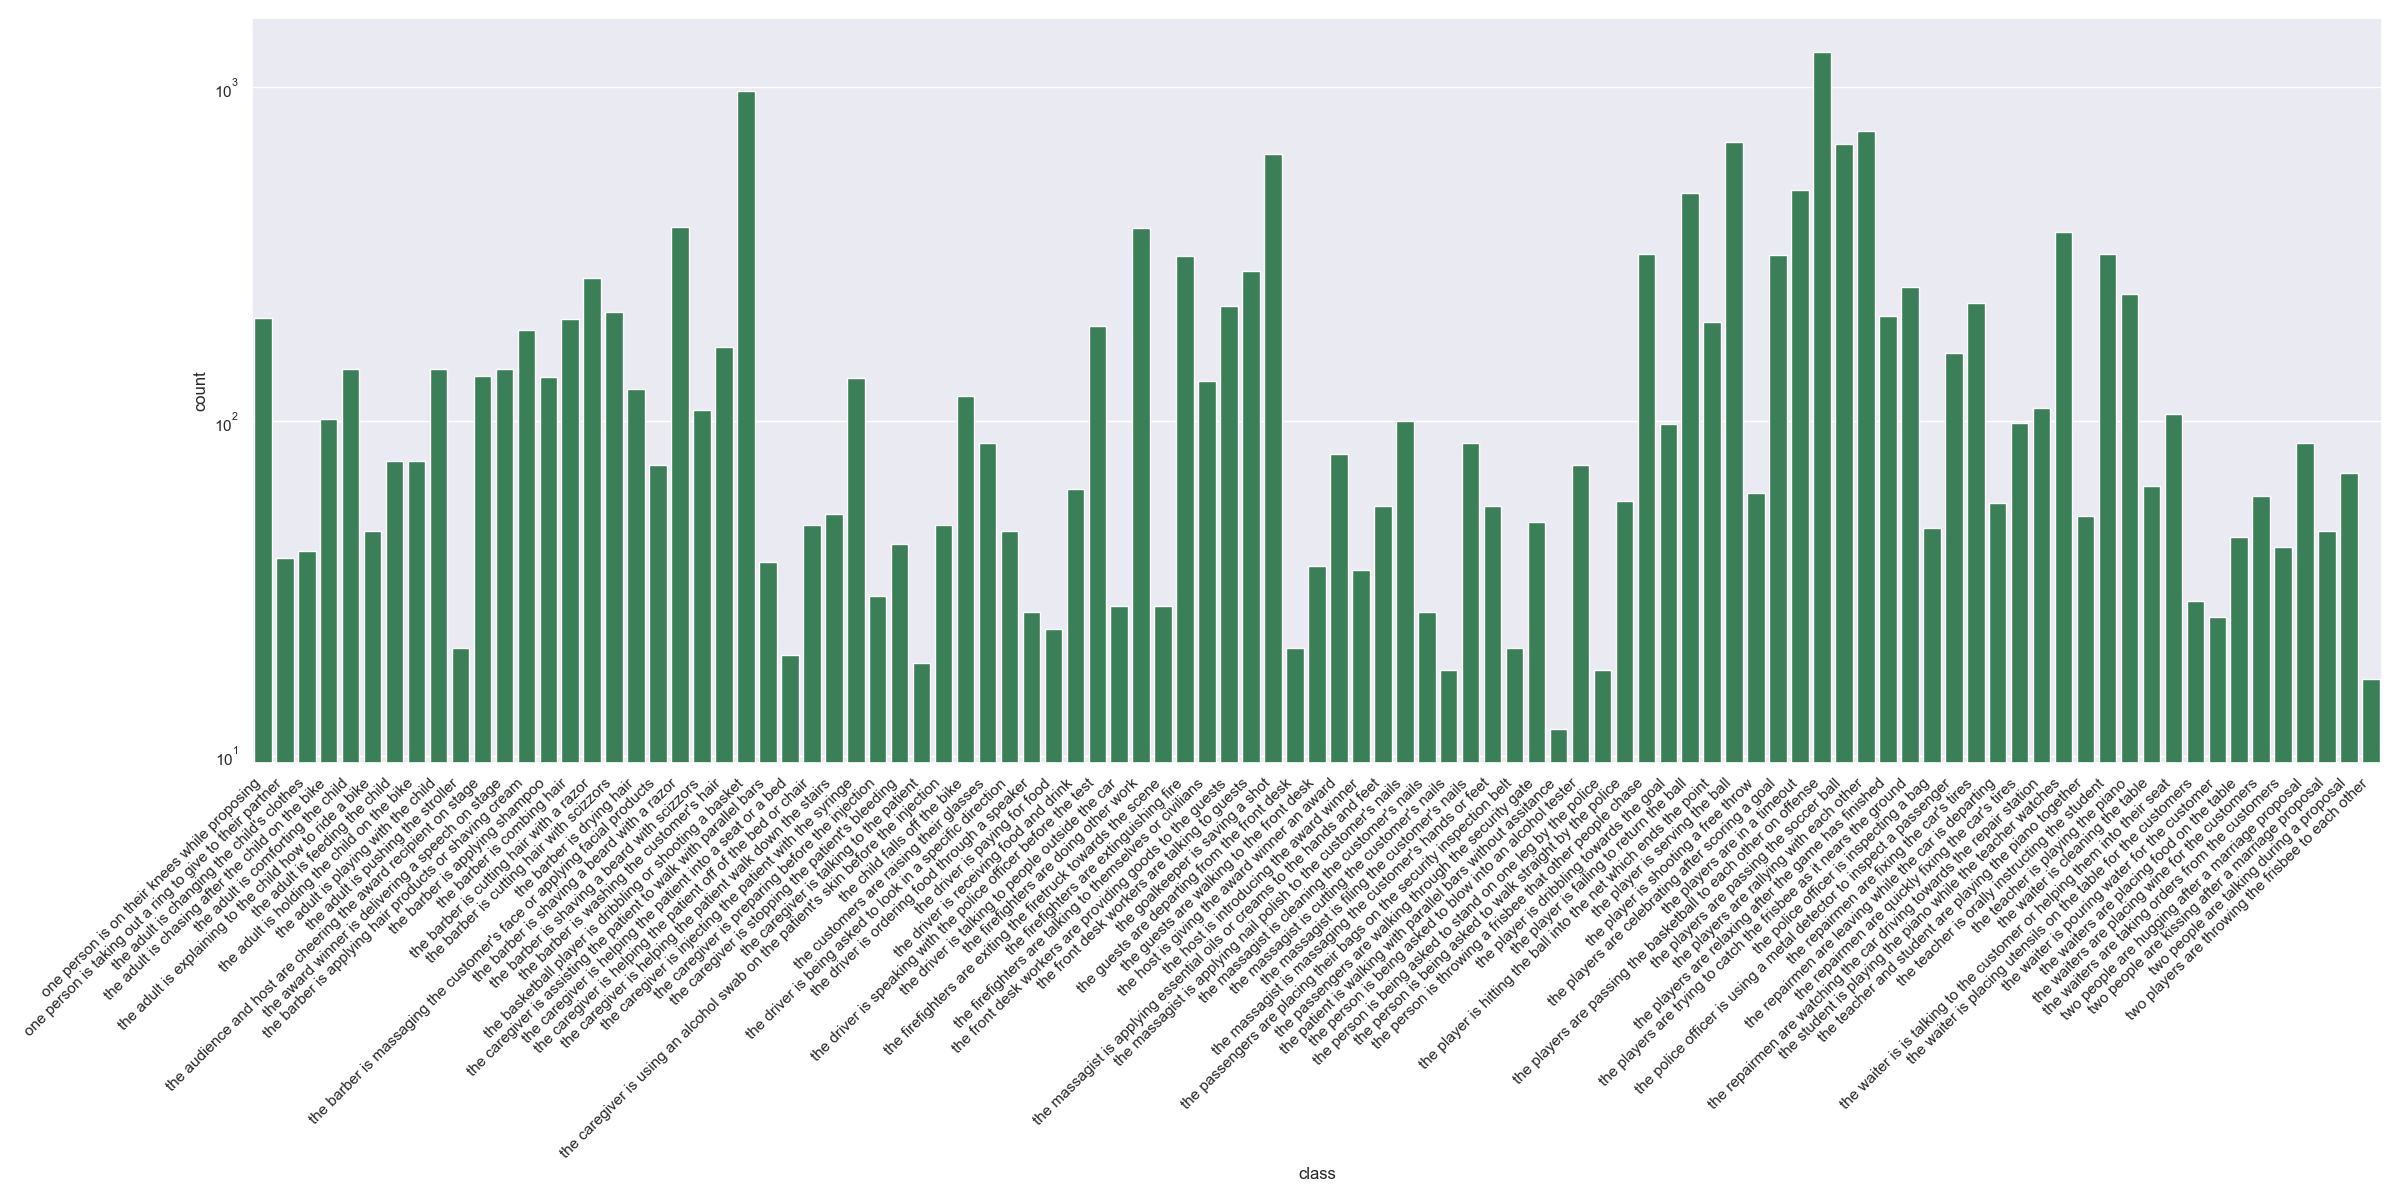 count
10³
10²
10¹
one person is on their knees while proposing
one person is taking out a ring to give to their partner
the adult is changing the child's clothes
the adult is chasing after the child on the bike
the adult is comforting the child
the adult is explaining to the child how to ride a bike
the adult is feeding the child
the adult is holding the child on the bike
the adult is playing with the child
the adult is pushing the stroller
the audience and host are cheering the award recipient on stage
the award winner is delivering a speech on stage
the barber is applying hair products or shaving cream
the barber is applying shampoo
the barber is combing hair
the barber is cutting hair with a razor
the barber is cutting hair with scizzors
the barber is drying hair
the barber is massaging the customer's face or applying facial products
the barber is shaving a beard with a razor
the barber is shaving a beard with scizzors
the barber is washing the customer's hair
the basketball player is dribbling or shooting a basket
the caregiver is assisting the patient to walk with parallel bars
the caregiver is helping the patient into a seat or a bed
the caregiver is helping the patient off of the bed or chair
the caregiver is helping the patient walk down the stairs
the caregiver is injecting the patient with the syringe
the caregiver is preparing before the injection
the caregiver is stopping the patient's bleeding
the caregiver is talking to the patient
the caregiver is using an alcohol swab on the patient's skin before the injection
the child falls off the bike
the customers are raising their glasses
the driver is being asked to look in a specific direction
the driver is ordering food through a speaker
the driver is paying food
the driver is receiving food and drink
the driver is speaking with the police officer before the test
the driver is talking to people outside the car
the firefighters are doing other work
the firefighters are exiting the firetruck towards the scene
the firefighters are extinguishing fire
the firefighters are talking to themselves or civilians
the front desk workers are providing goods to the guests
the front desk workers are talking to guests
the goalkeeper is saving a shot
the guests are departing from the front desk
the guests are walking to the front desk
the host is giving the award winner an award
the host is introducing the award winner
the massagist is applying essential oils or creams to the hands and feet
the massagist is applying nail polish to the customer's nails
the massagist is cleaning the customer's nails
the massagist is cutting the customer's nails
the massagist is filing the customer's nails
the massagist is massaging the customer's hands or feet
the passengers are placing their bags on the security inspection belt
the passengers are walking through the security gate
the patient is walking with parallel bars without assistance
the person is being asked to blow into an alcohol tester
the person is being asked to stand on one leg by the police
the person is being asked to walk straight by the police
the person is throwing a frisbee that other people chase
the player is dribbling towards the goal
the player is failing to return the ball
the player is hitting the ball into the net which ends the point
the player is serving the ball
the player is shooting a free throw
the players are celebrating after scoring a goal
the players are in a timeout
the players are passing the basketball to each other on offense
the players are passing the soccer ball
the players are rallying with each other
the players are relaxing after the game has finished
the players are trying to catch the frisbee as it nears the ground
the police officer is inspecting a bag
the police officer is using a metal detector to inspect a passenger
the repairmen are fixing the car's tires
the repairmen are leaving while the car is departing
the repairmen are quickly fixing the car's tires
the repairmen are watching the car driving towards the repair station
the student is playing the piano while the teacher watches
the teacher and student are playing the piano together
the teacher is orally instructing the student
the teacher is playing the piano
the waiter is cleaning the table
the waiter is is talking to the customer or helping them into their seat
the waiter is placing utensils on the table for the customers
the waiter is pouring water for the customer
the waiters are placing food on the table
the waiters are pouring wine for the customers
the waiters are taking orders from the customers
two people are hugging after a marriage proposal
two people are kissing after a marriage proposal
two people are talking during a proposal
two players are throwing the frisbee to each other
class